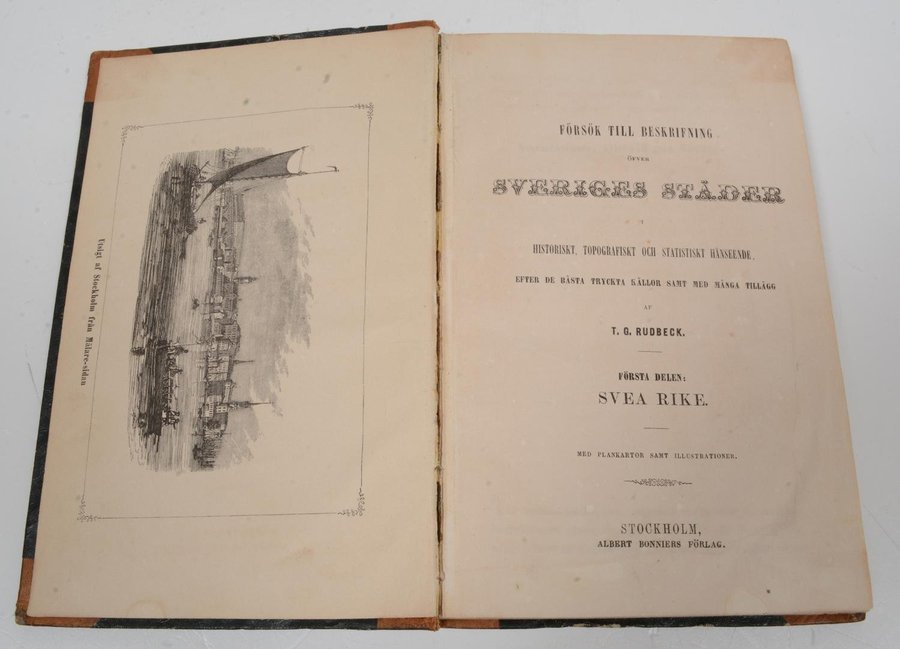 Utsigt af Stockholm från Mälare-sidan
FÖRSÖK TILL BESKRIFNING
ÖFVER
SVERIGES STÄDER
I
HISTORISKT, TOPOGRAFISKT OCH STATISTISKT HÄNSEENDE,
EFTER DE BÄSTA TRYCKTA KÄLLOR SAMT MED MÅNGA TILLÄGG
AF
T. G. RUDBECK.
FÖRSTA DELEN:
SVEA RIKE.
MED PLANKARTOR SAMT ILLUSTRATIONER.
STOCKHOLM,
ALBERT BONNIERS FÖRLAG.